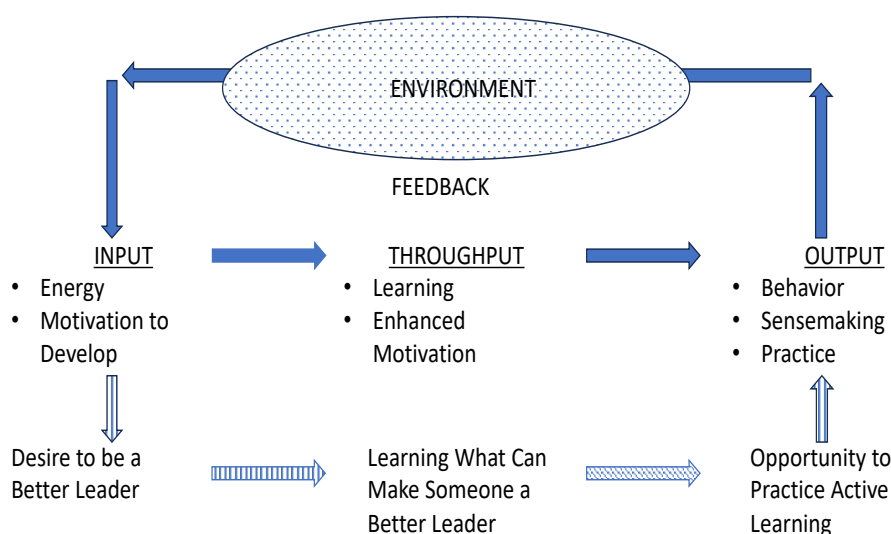 ENVIRONMENT
FEEDBACK
INPUT
• Energy
• Motivation to
Develop
THROUGHPUT
• Learning
• Enhanced
Motivation
OUTPUT
• Behavior
• Sensemaking
• Practice
Desire to be a
Better Leader
Learning What Can
Make Someone a
Better Leader
Opportunity to
Practice Active
Learning